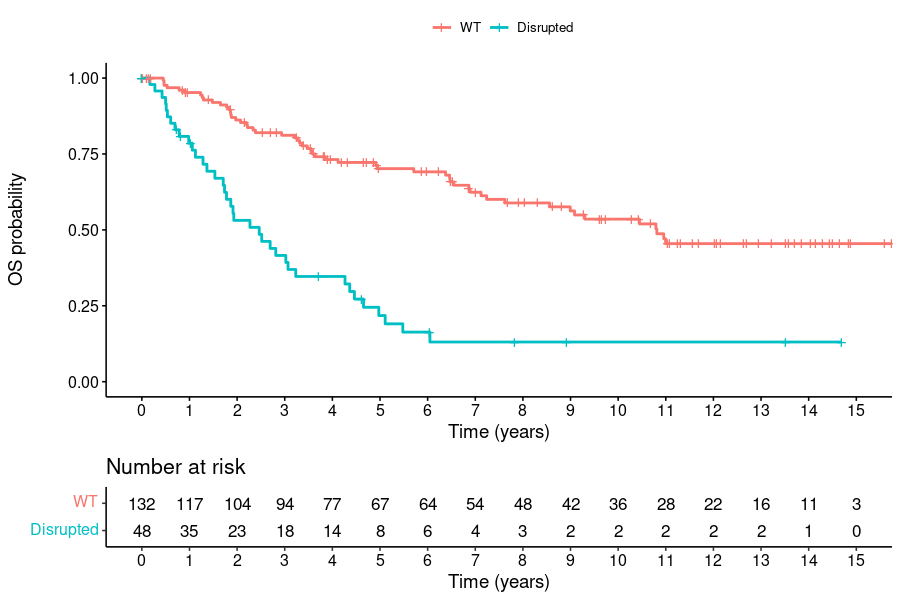 WT Disrupted
OS probability
1.00
0.75
0.50
0.25
0.00
0 1 2 3 4 5 6 7 8 9 10 11 12 13 14 15
Time (years)
Number at risk
WT 132 117 104 94 77 67 64 54 48 42 36 28 22 16 11 3
Disrupted 48 35 23 18 14 8 6 4 3 2 2 2 2 2 1 0
0 1 2 3 4 5 6 7 8 9 10 11 12 13 14 15
Time (years)